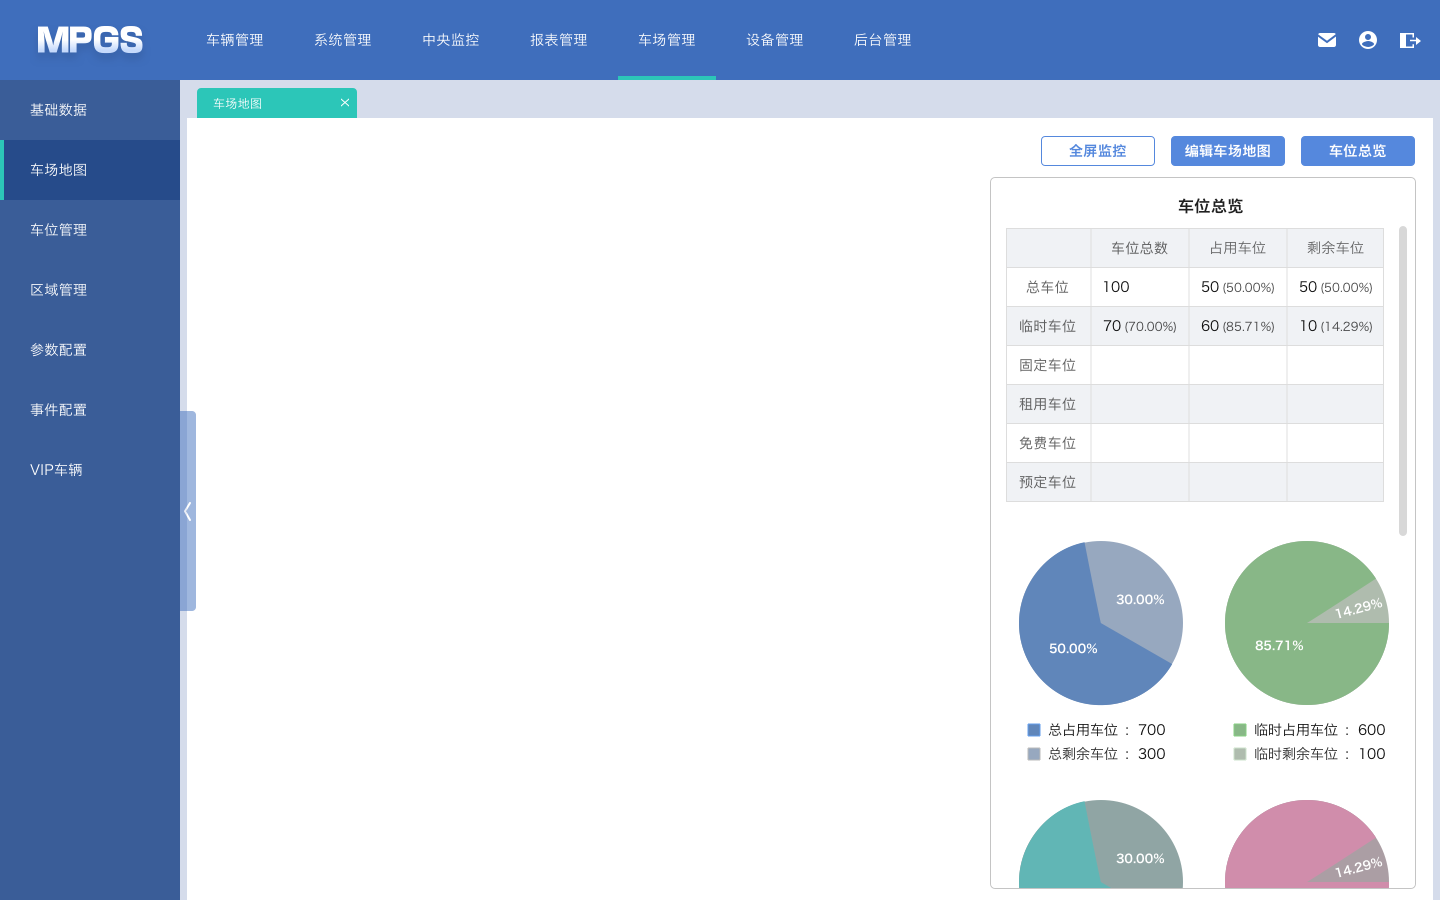 MPGS
车辆管理 系统管理 中央监控 报表管理 车场管理 设备管理 后台管理
基础数据
车场地图
车位管理
区域管理
参数配置
事件配置
VIP车辆
车场地图
全屏监控 编辑车场地图 车位总览
车位总览
车位总数 占用车位 剩余车位
总车位 100 50 (50.00%) 50 (50.00%)
临时车位 70 (70.00%) 60 (85.71%) 10 (14.29%)
固定车位
租用车位
免费车位
预定车位
30.00%
50.00%
14.29%
85.71%
总占用车位 : 700
总剩余车位 : 300
临时占用车位 : 600
临时剩余车位 : 100
30.00%
14.29%